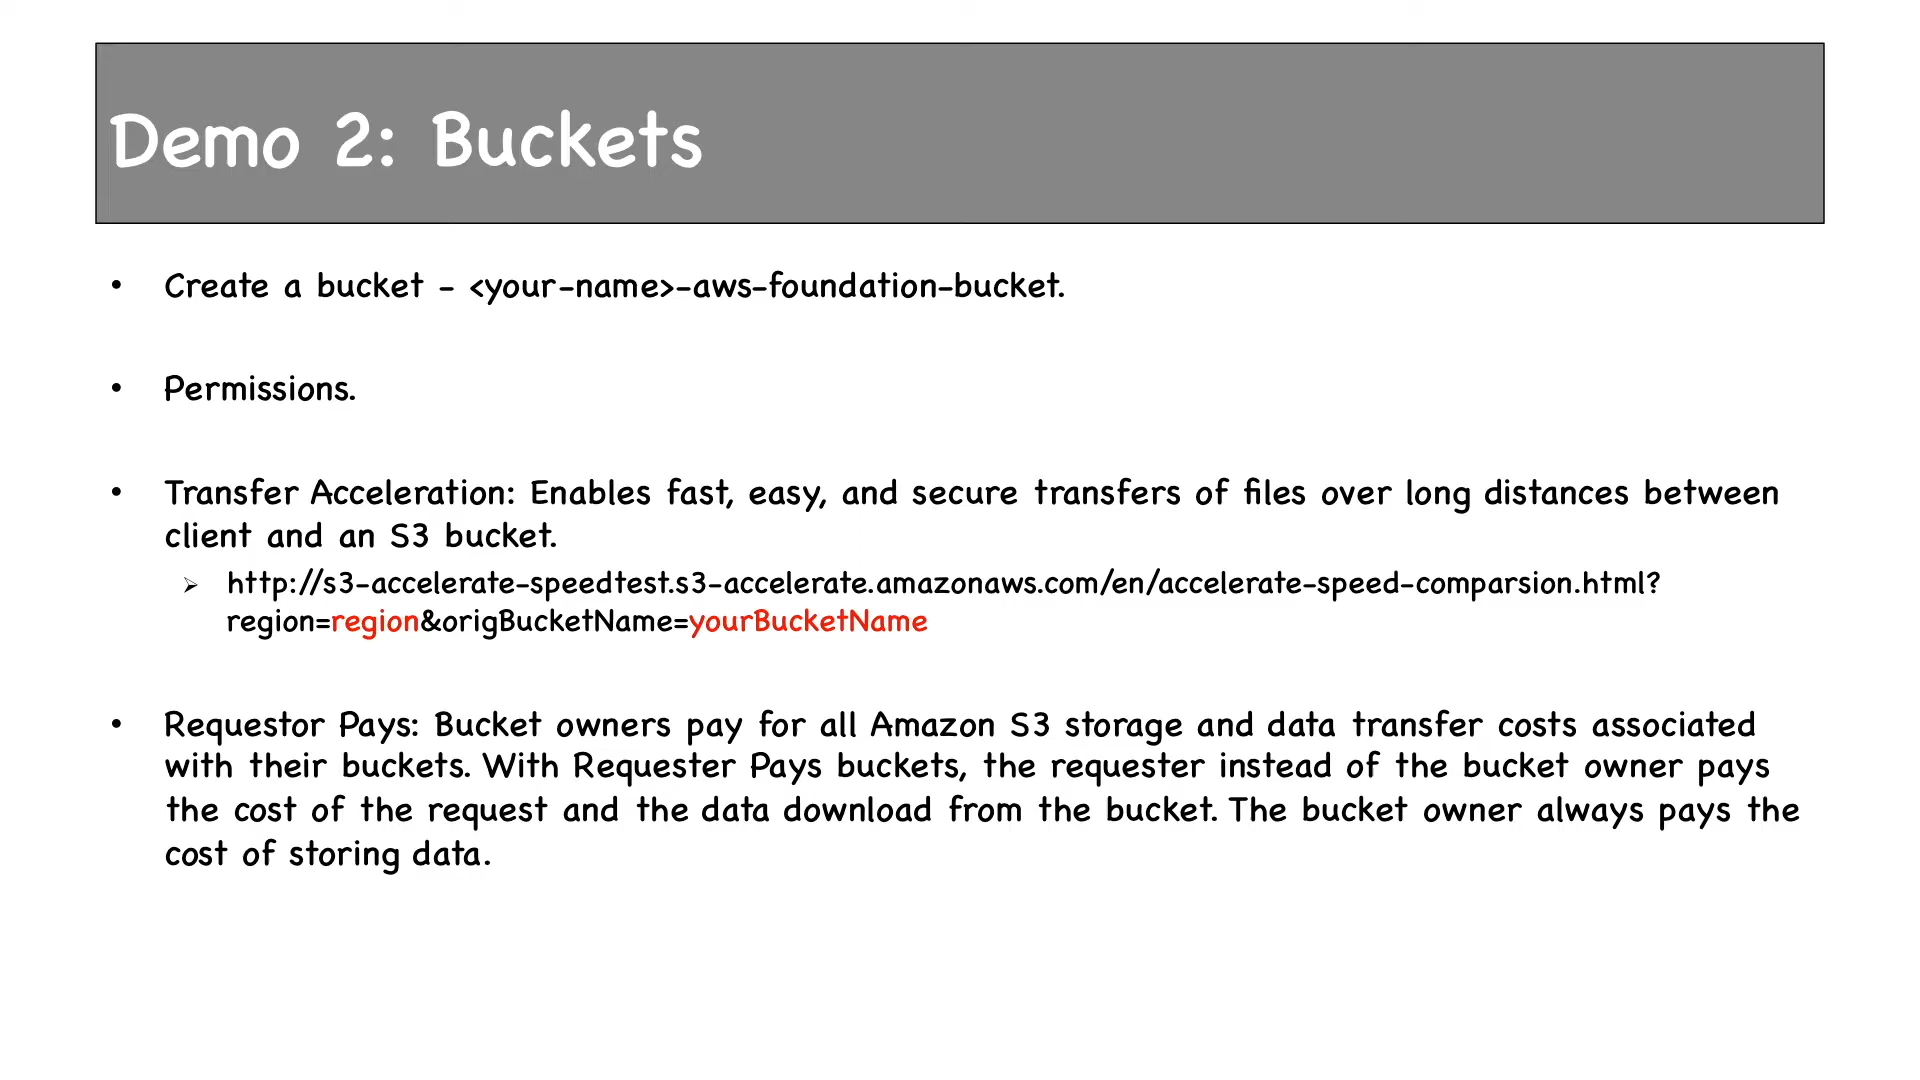 Demo 2: Buckets
• Create a bucket - <your-name>-aws-foundation-bucket.
• Permissions.
• Transfer Acceleration: Enables fast, easy, and secure transfers of files over long distances between
client and an S3 bucket.
➢ http://s3-accelerate-speedtest.s3-accelerate.amazonaws.com/en/accelerate-speed-comparsion.html?
region=region&origBucketName=yourBucketName
• Requestor Pays: Bucket owners pay for all Amazon S3 storage and data transfer costs associated
with their buckets. With Requester Pays buckets, the requester instead of the bucket owner pays
the cost of the request and the data download from the bucket. The bucket owner always pays the
cost of storing data.